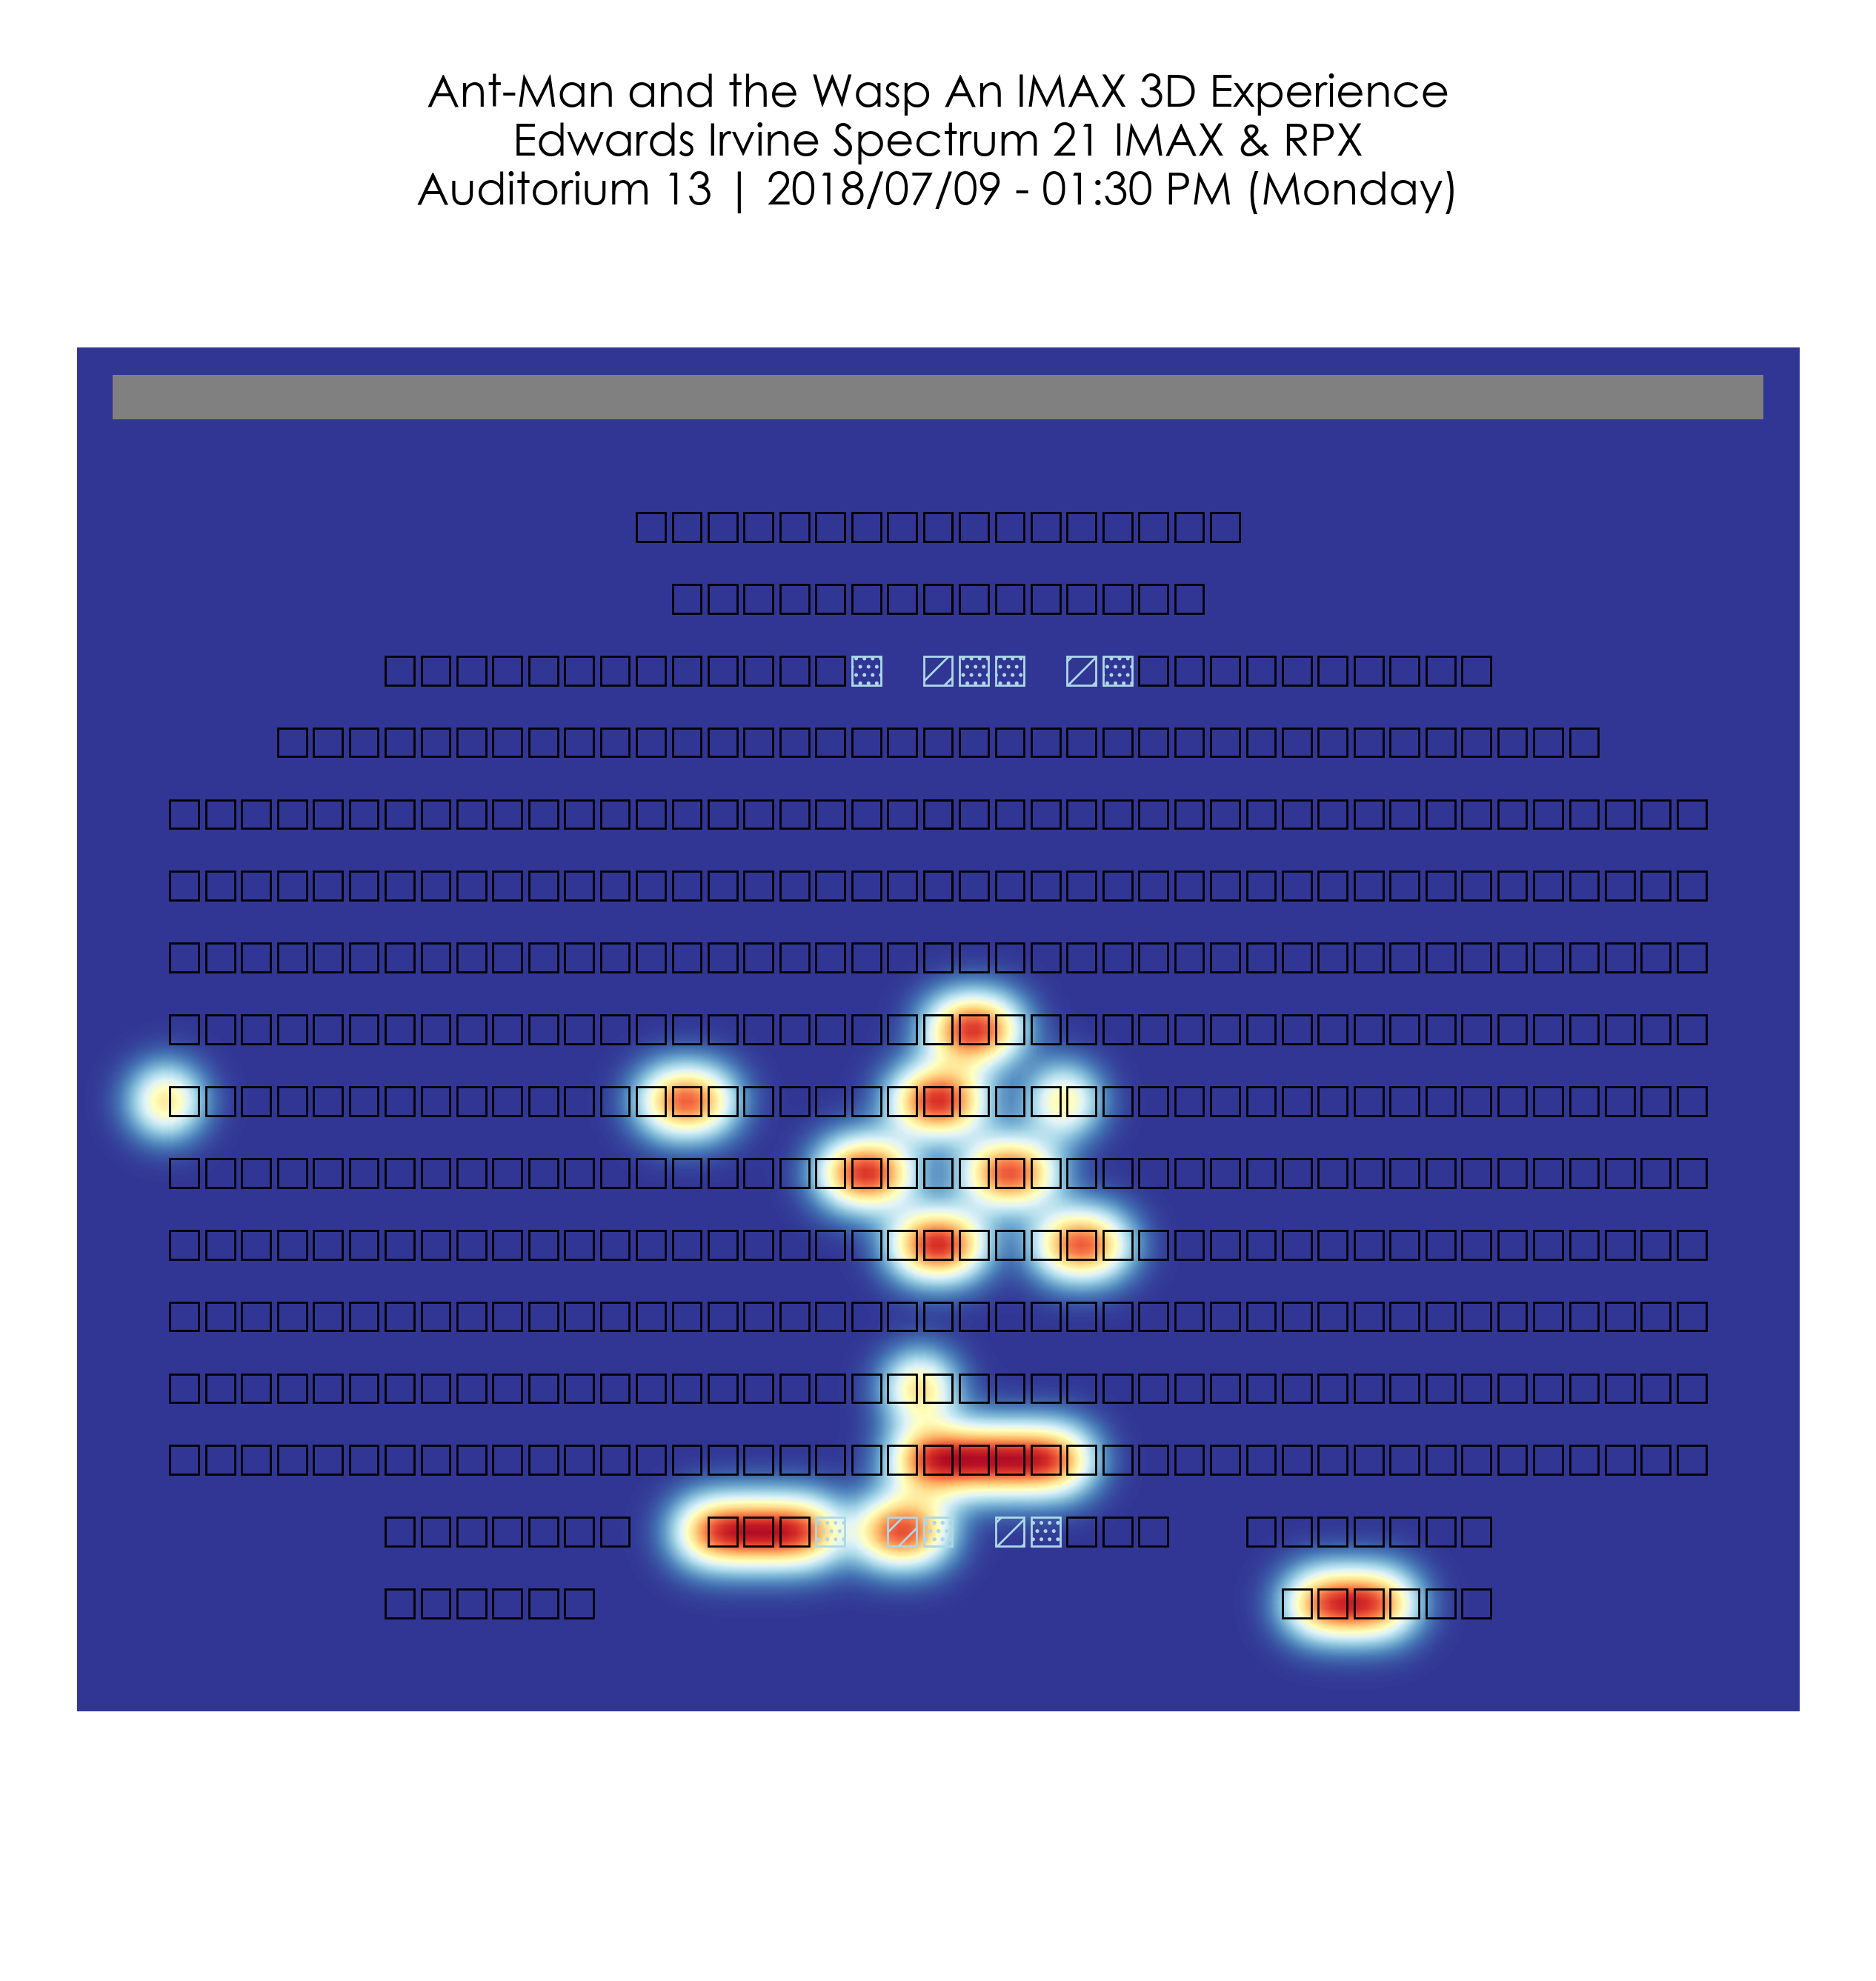 Ant-Man and the Wasp An IMAX 3D Experience
Edwards Irvine Spectrum 21 IMAX & RPX
Auditorium 13 | 2018/07/09 - 01:30 PM (Monday)